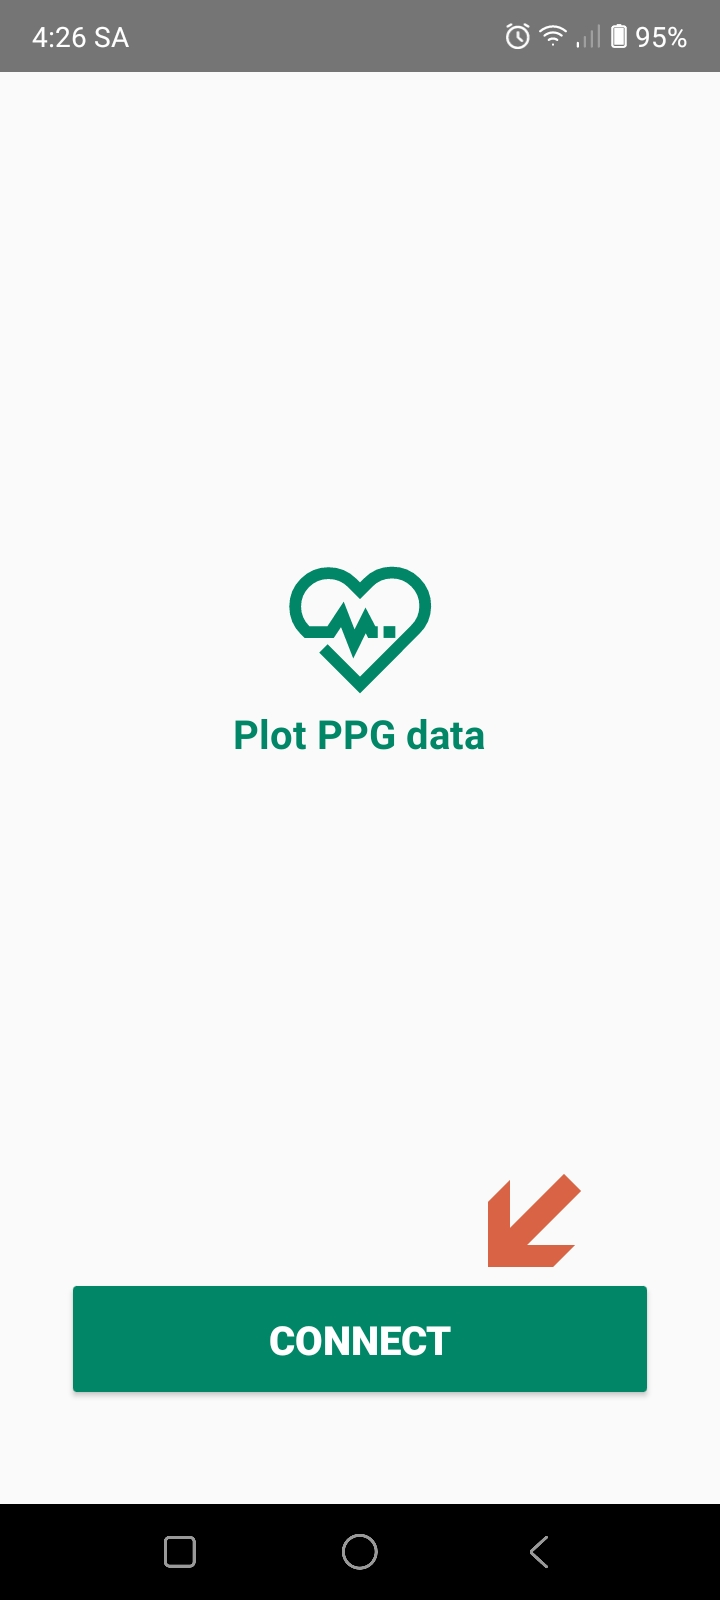 4:26 SA
95%
Plot PPG data
CONNECT